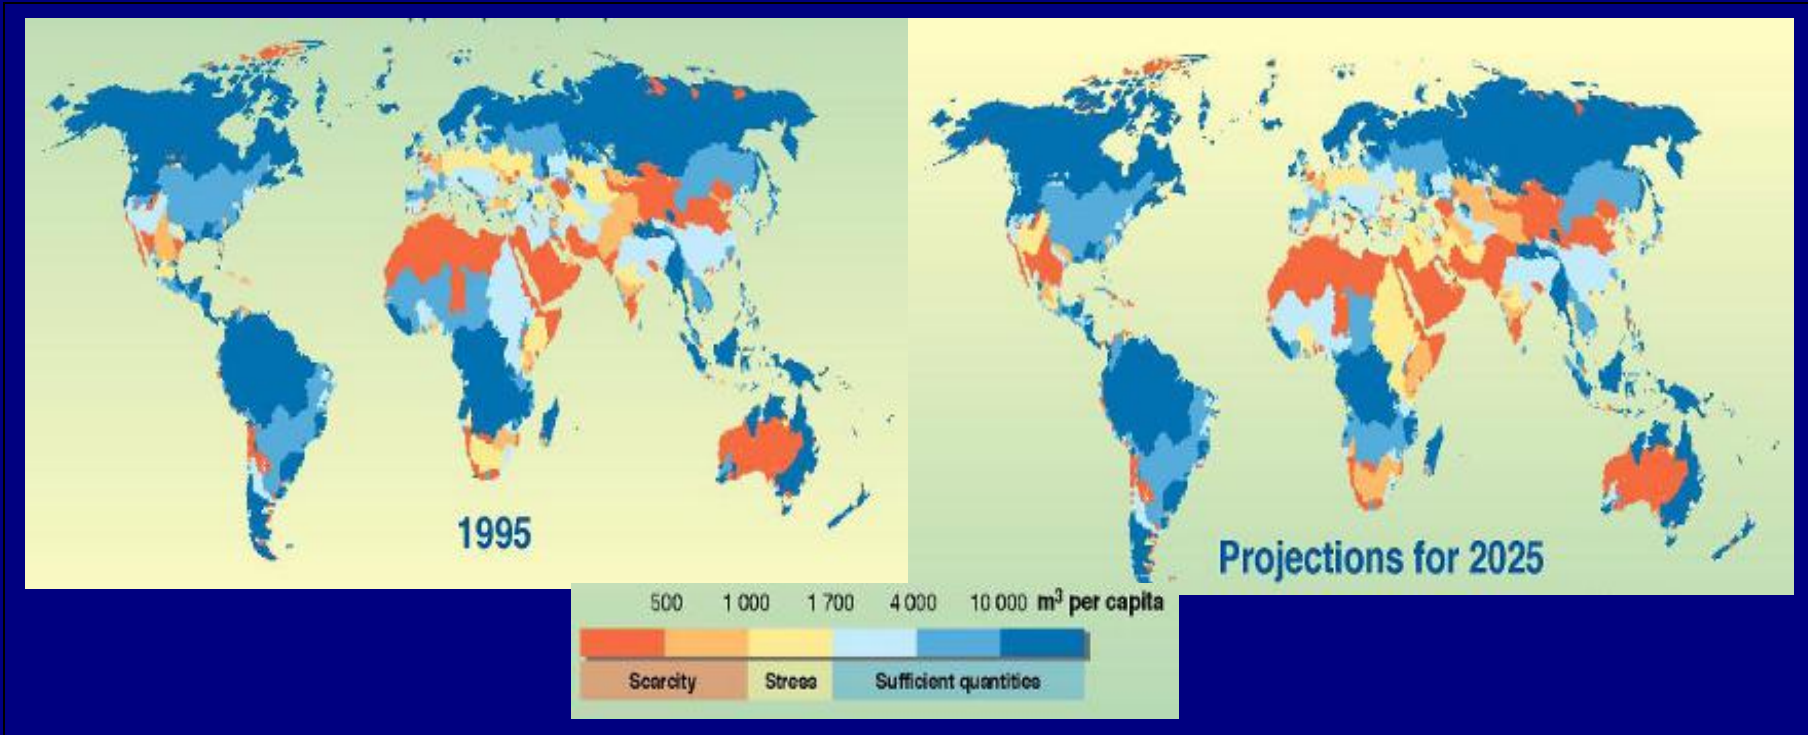 1995
Projections for 2025
500 1 000 1 700 4 000 10 000 m³ per capita
Scarcity Stress Sufficient quantities